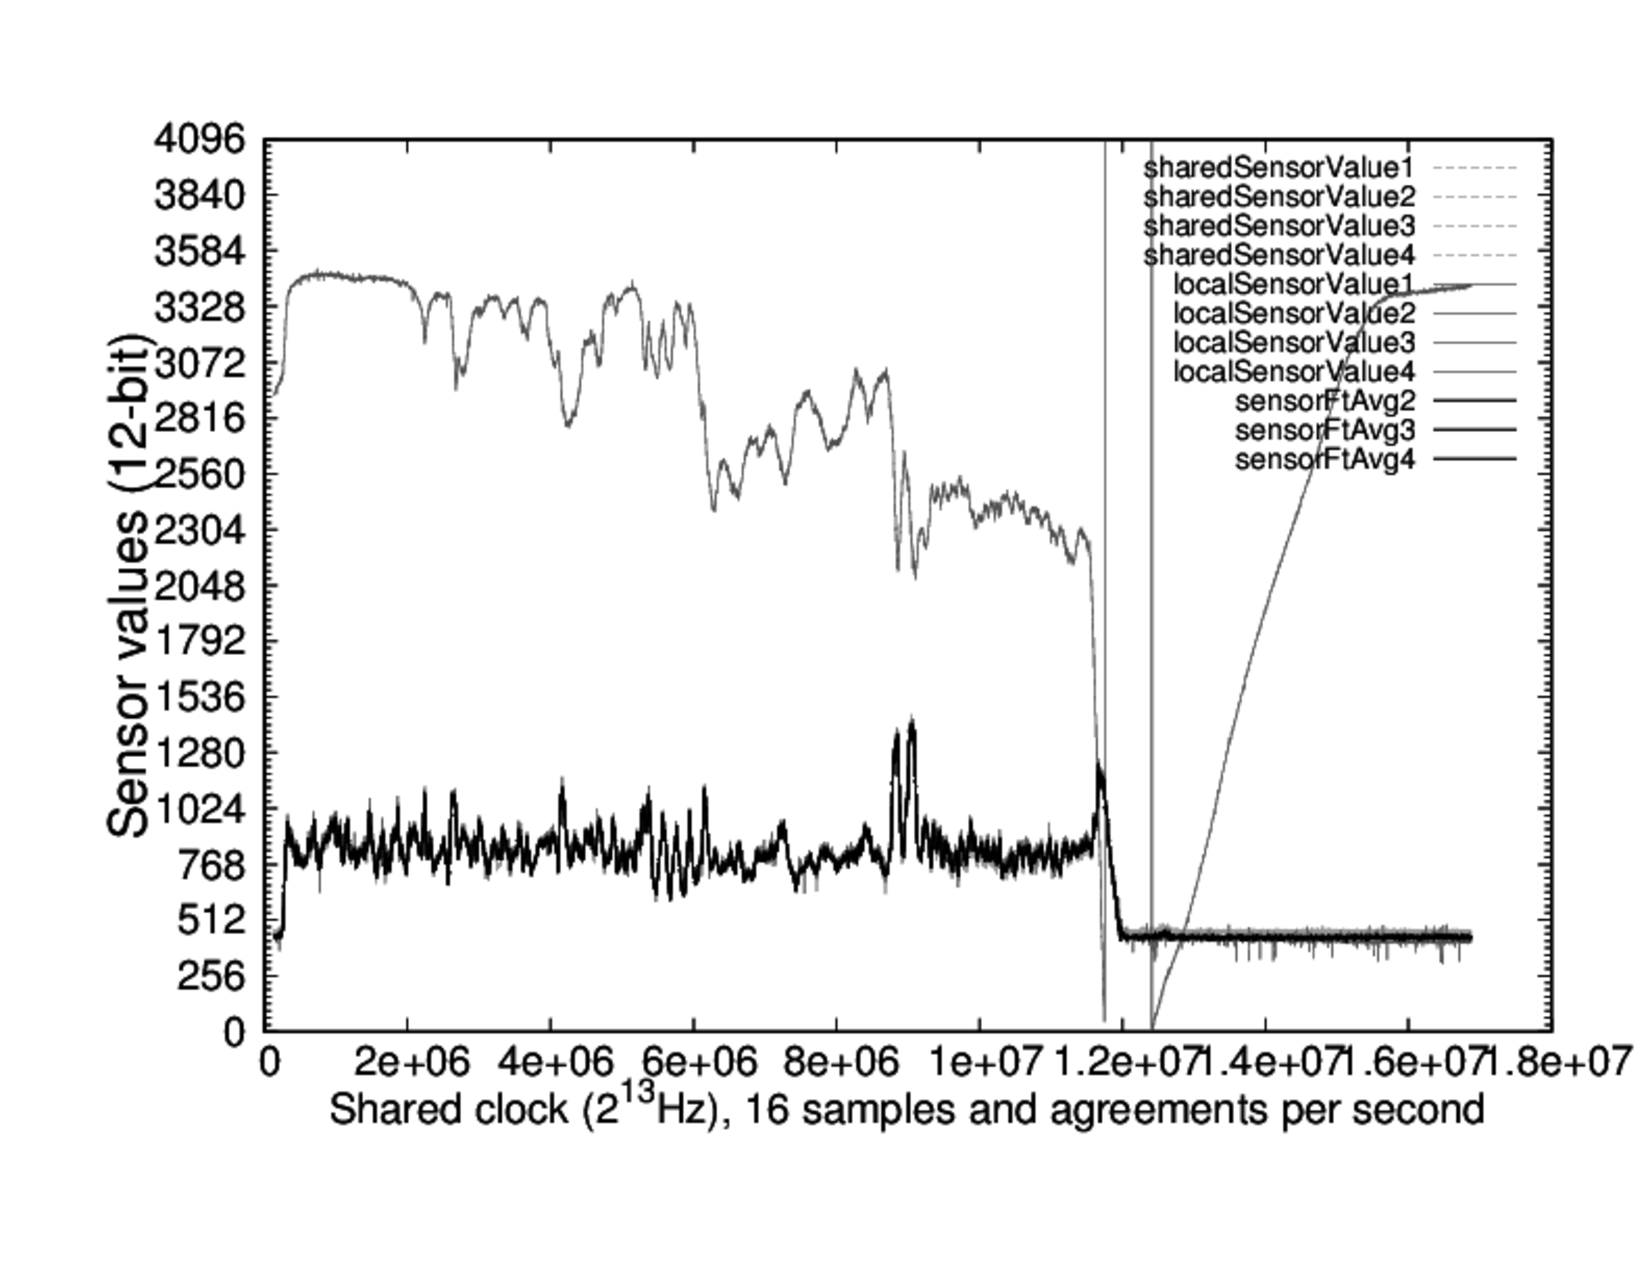 4096
3840
3584
3328
3072
2816
2560
2304
2048
1792
1536
1280
1024
768
512
256
0
Sensor values (12-bit)
sharedSensorValue1
sharedSensorValue2
sharedSensorValue3
sharedSensorValue4
localSensorValue1
localSensorValue2
localSensorValue3
localSensorValue4
sensorFtAvg2
sensorFtAvg3
sensorFtAvg4
0 2e+06 4e+06 6e+06 8e+06 1e+07 1.2e+07 1.4e+07 1.6e+07 1.8e+07
Shared clock (2^13Hz), 16 samples and agreements per second